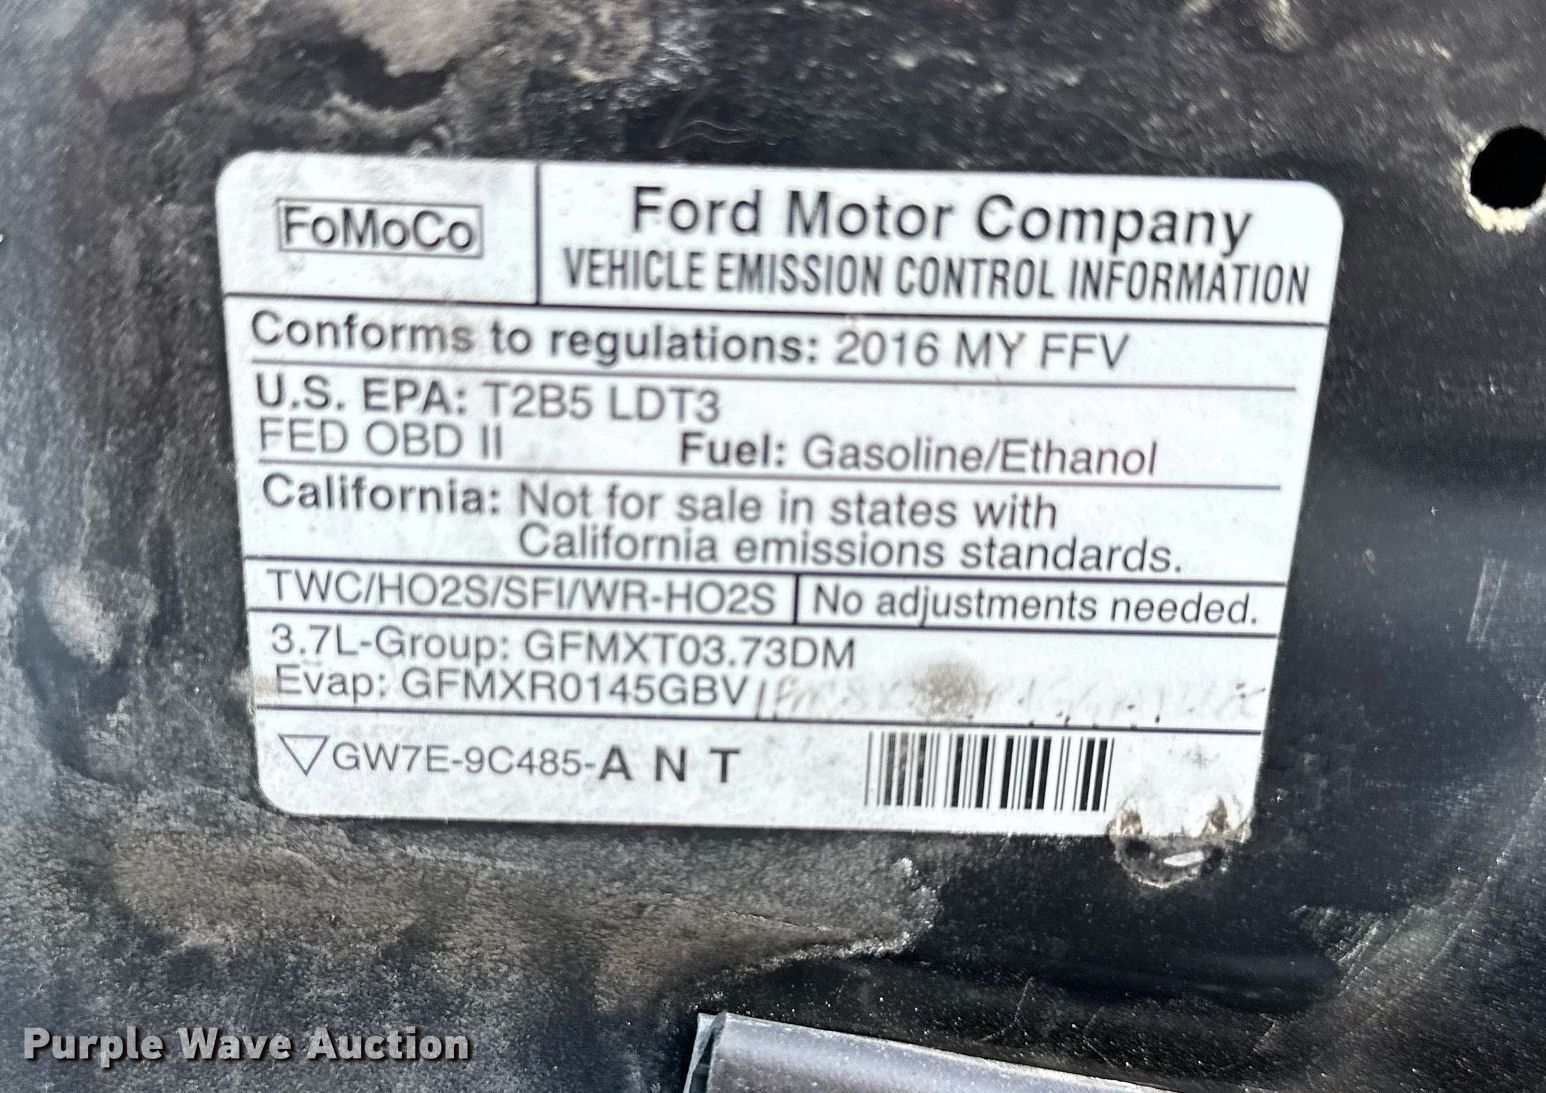 FoMoCo
Ford Motor Company
VEHICLE EMISSION CONTROL INFORMATION
Conforms to regulations: 2016 MY FFV
U.S. EPA: T2B5 LDT3
FED OBD II Fuel: Gasoline/Ethanol
California: Not for sale in states with
California emissions standards.
TWC/HO2S/SFI/WR-HO2S No adjustments needed.
3.7L-Group: GFMXT03.73DM
Evap: GFMXR0145GBV
GW7E-9C485-A N T
Purple Wave Auction